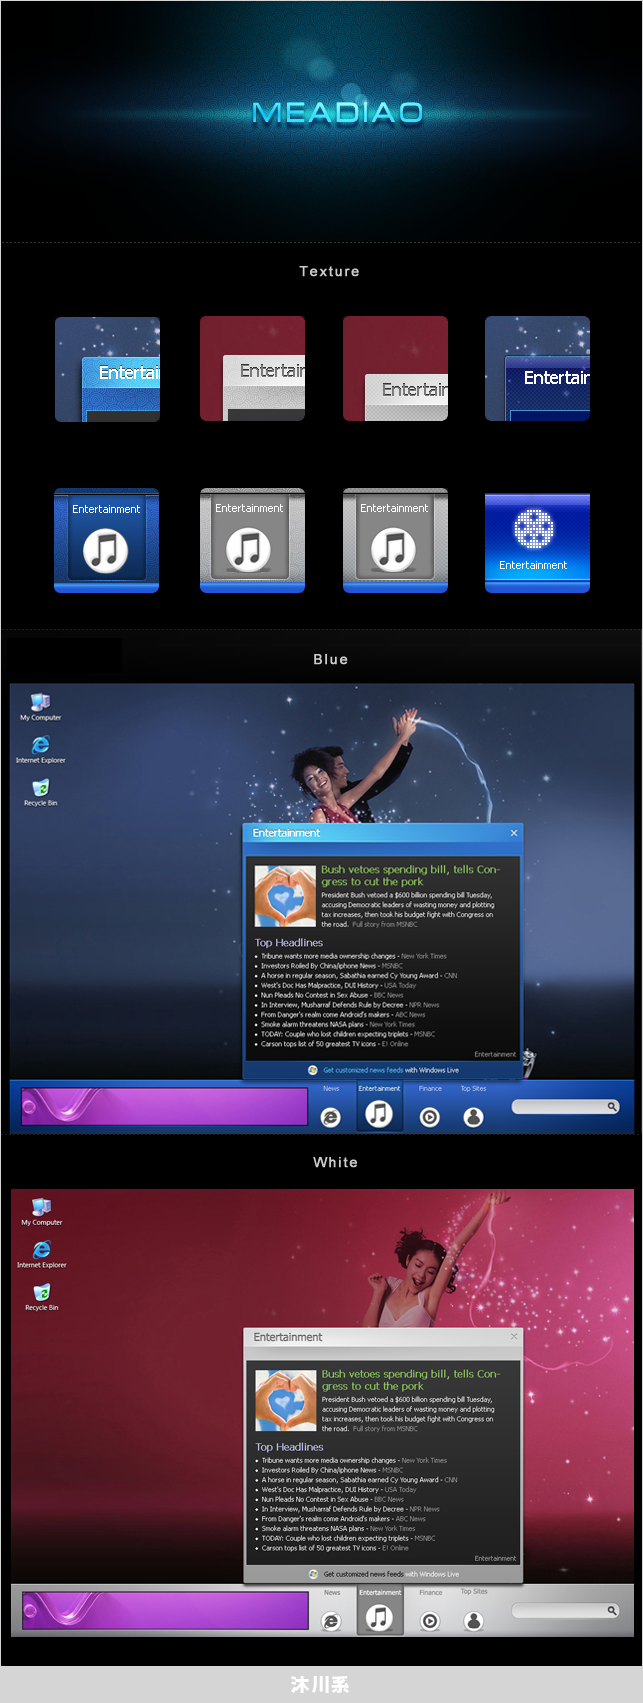 MEADIAO
Texture
Entertai
Entertain
Entertain
Entertain
Entertainment
Entertainment
Entertainment
Entertainment
Blue
My Computer
Internet Explorer
Recycle Bin
Entertainment
Bush vetoes spending bill, tells Con-
gress to cut the pork
President Bush vetoed a $600 billion spending bill Tuesday,
accusing Democratic leaders of wasting money and plotting
tax increases, then took his budget fight with Congress on
the road. Full story from MSNBC
Top Headlines
• Tribune wants more media ownership changes - New York Times
• Investors Roiled By China/iphone News - MSNBC
• A horse in regular season, Sabathia earned Cy Young Award - CNN
• West's Doc Has Malpractice, DUI History - USA Today
• Nun Pleads No Contest in Sex Abuse - BBC News
• In Interview, Musharraf Defends Rule by Decree - NPR News
• From Danger's realm come Android's makers - ABC News
• Smoke alarm threatens NASA plans - New York Times
• TODAY: Couple who lost children expecting triplets - MSNBC
• Carson tops list of 50 greatest TV icons - E! Online
Entertainment
Get customized news feeds with Windows Live
News Entertainment Finance Top Sites
White
My Computer
Internet Explorer
Recycle Bin
Entertainment
Bush vetoes spending bill, tells Con-
gress to cut the pork
President Bush vetoed a $600 billion spending bill Tuesday,
accusing Democratic leaders of wasting money and plotting
tax increases, then took his budget fight with Congress on
the road. Full story from MSNBC
Top Headlines
• Tribune wants more media ownership changes - New York Times
• Investors Roiled By China/iphone News - MSNBC
• A horse in regular season, Sabathia earned Cy Young Award - CNN
• West's Doc Has Malpractice, DUI History - USA Today
• Nun Pleads No Contest in Sex Abuse - BBC News
• In Interview, Musharraf Defends Rule by Decree - NPR News
• From Danger's realm come Android's makers - ABC News
• Smoke alarm threatens NASA plans - New York Times
• TODAY: Couple who lost children expecting triplets - MSNBC
• Carson tops list of 50 greatest TV icons - E! Online
Entertainment
Get customized news feeds with Windows Live
News Entertainment Finance Top Sites
沐川系